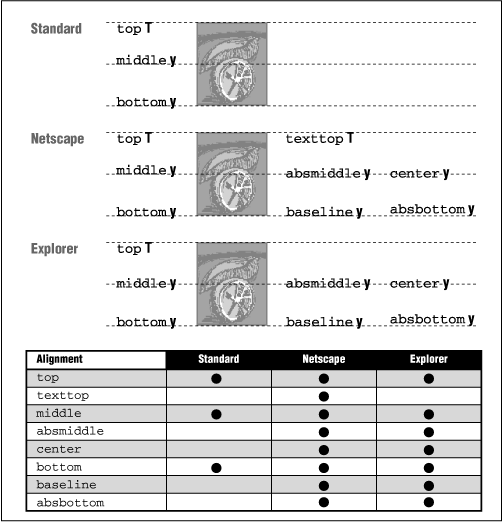 Standard top T
middle y
bottom y
Netscape top T texttop T
middle y absmiddle y center y
bottom y baseline y absbottom y
Explorer top T
middle y absmiddle y center y
bottom y baseline y absbottom y
Alignment Standard Netscape Explorer
top ● ● ●
texttop ●
middle ● ● ●
absmiddle ● ●
center ● ●
bottom ● ● ●
baseline ● ●
absbottom ● ●